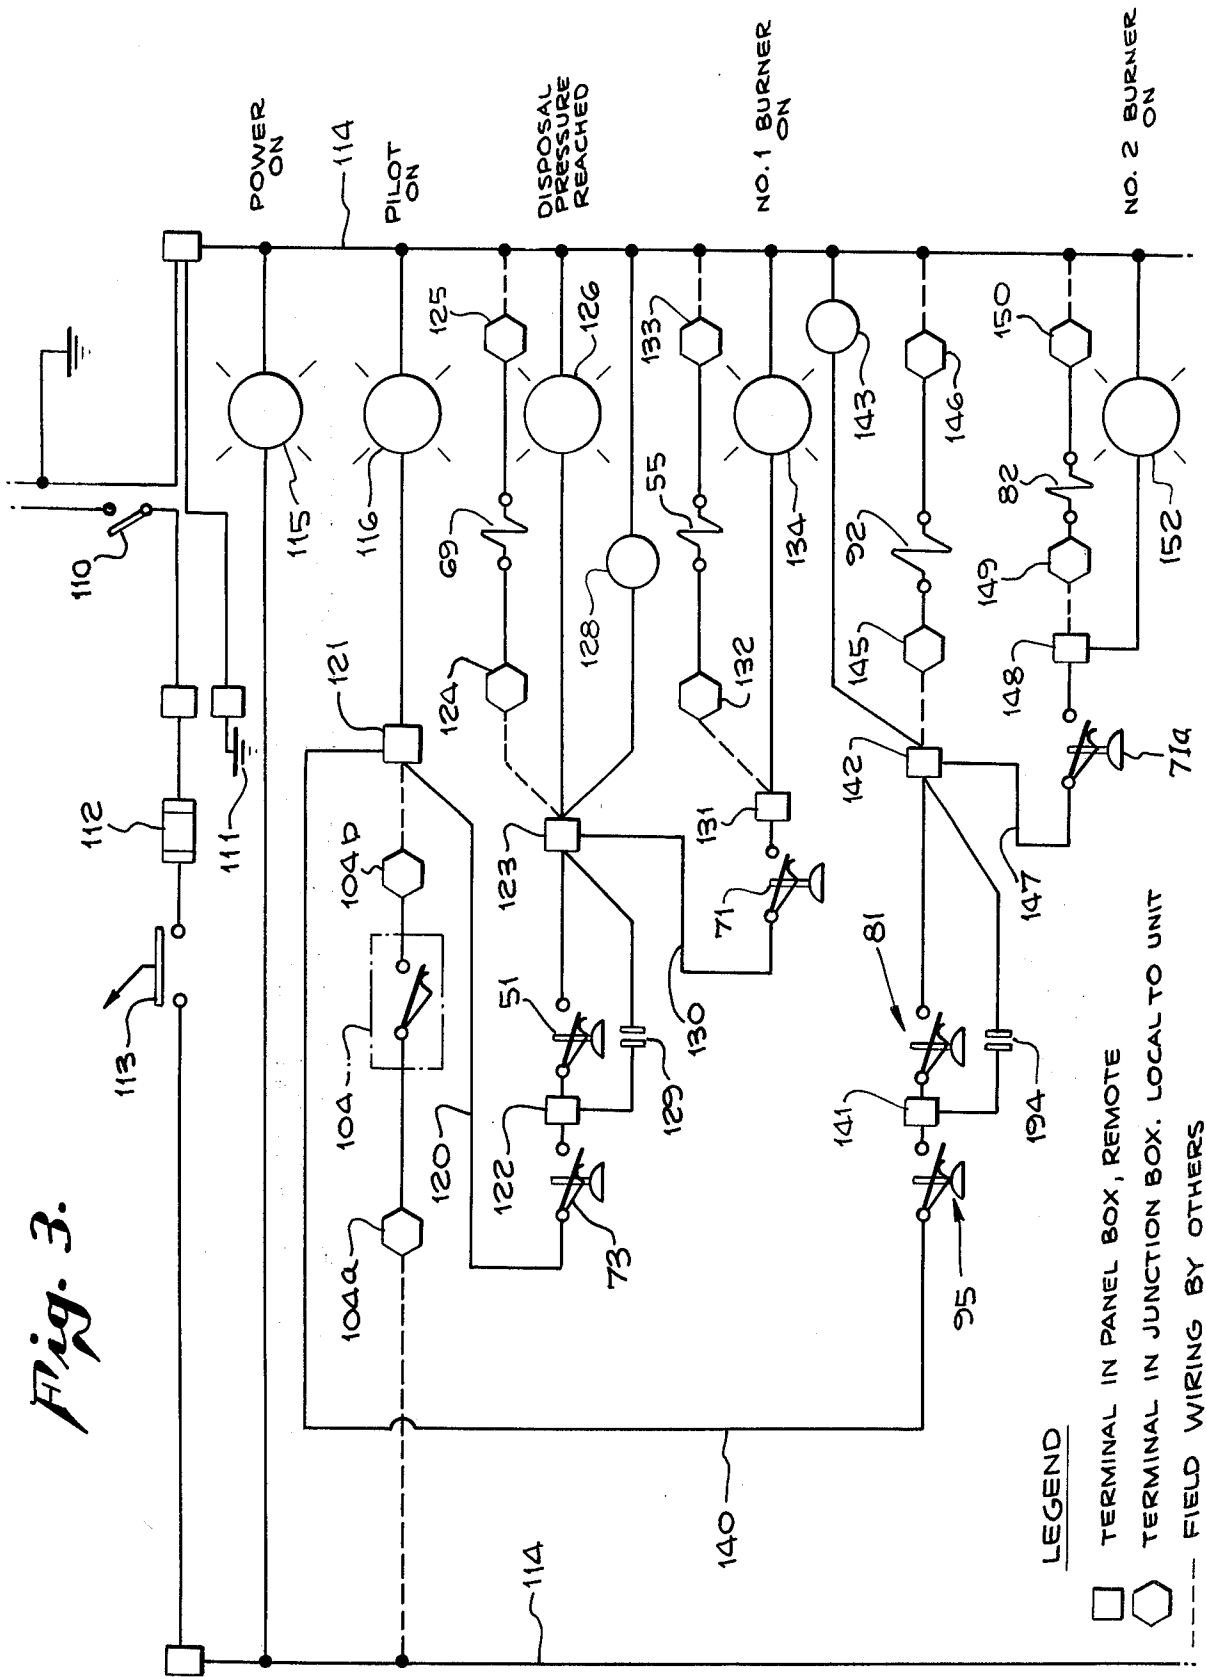 Fig. 3.
110
112
113
111
114
POWER
ON
115
PILOT
ON
116
121
104b
104
104a
120
DISPOSAL
PRESSURE
REACHED
125
69
124
126
128
123
51
122
73
129
130
NO. 1 BURNER
ON
133
55
132
134
131
71
143
146
92
145
142
81
141
95
194
140
147
NO. 2 BURNER
ON
150
82
149
148
152
71a
114
LEGEND
TERMINAL IN PANEL BOX, REMOTE
TERMINAL IN JUNCTION BOX. LOCAL TO UNIT
FIELD WIRING BY OTHERS